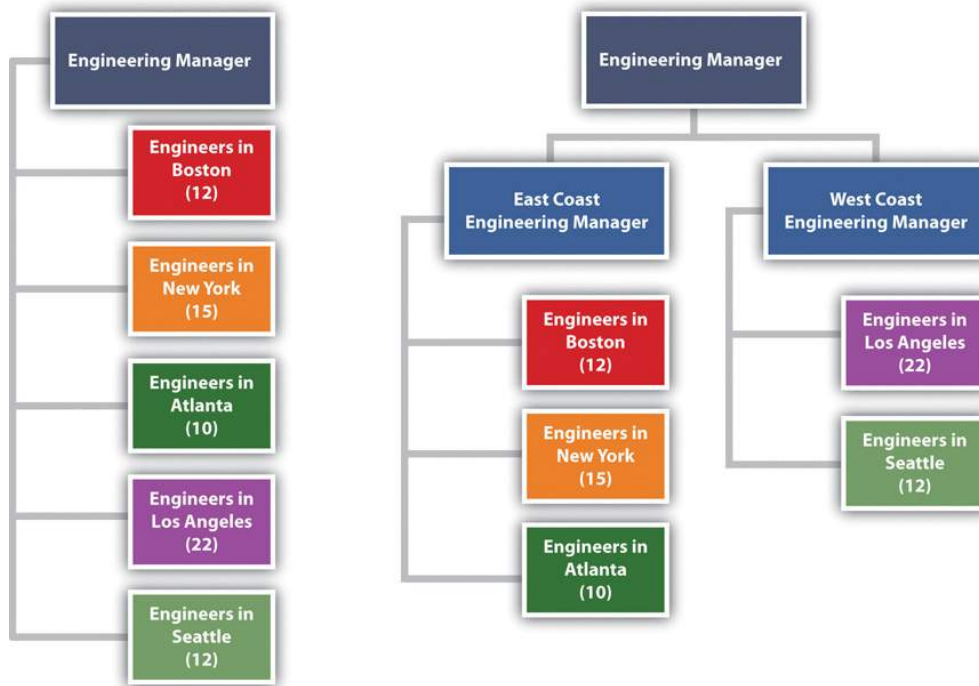 Engineering Manager
Engineers in
Boston
(12)
Engineers in
New York
(15)
Engineers in
Atlanta
(10)
Engineers in
Los Angeles
(22)
Engineers in
Seattle
(12)
Engineering Manager
East Coast
Engineering Manager
Engineers in
Boston
(12)
Engineers in
New York
(15)
Engineers in
Atlanta
(10)
West Coast
Engineering Manager
Engineers in
Los Angeles
(22)
Engineers in
Seattle
(12)